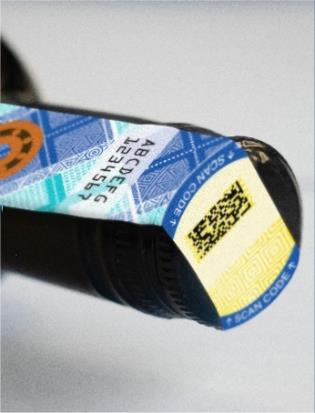 ABCDEFG
1234567
↑ SCAN CODE ↑
↑ SCAN CODE ↑